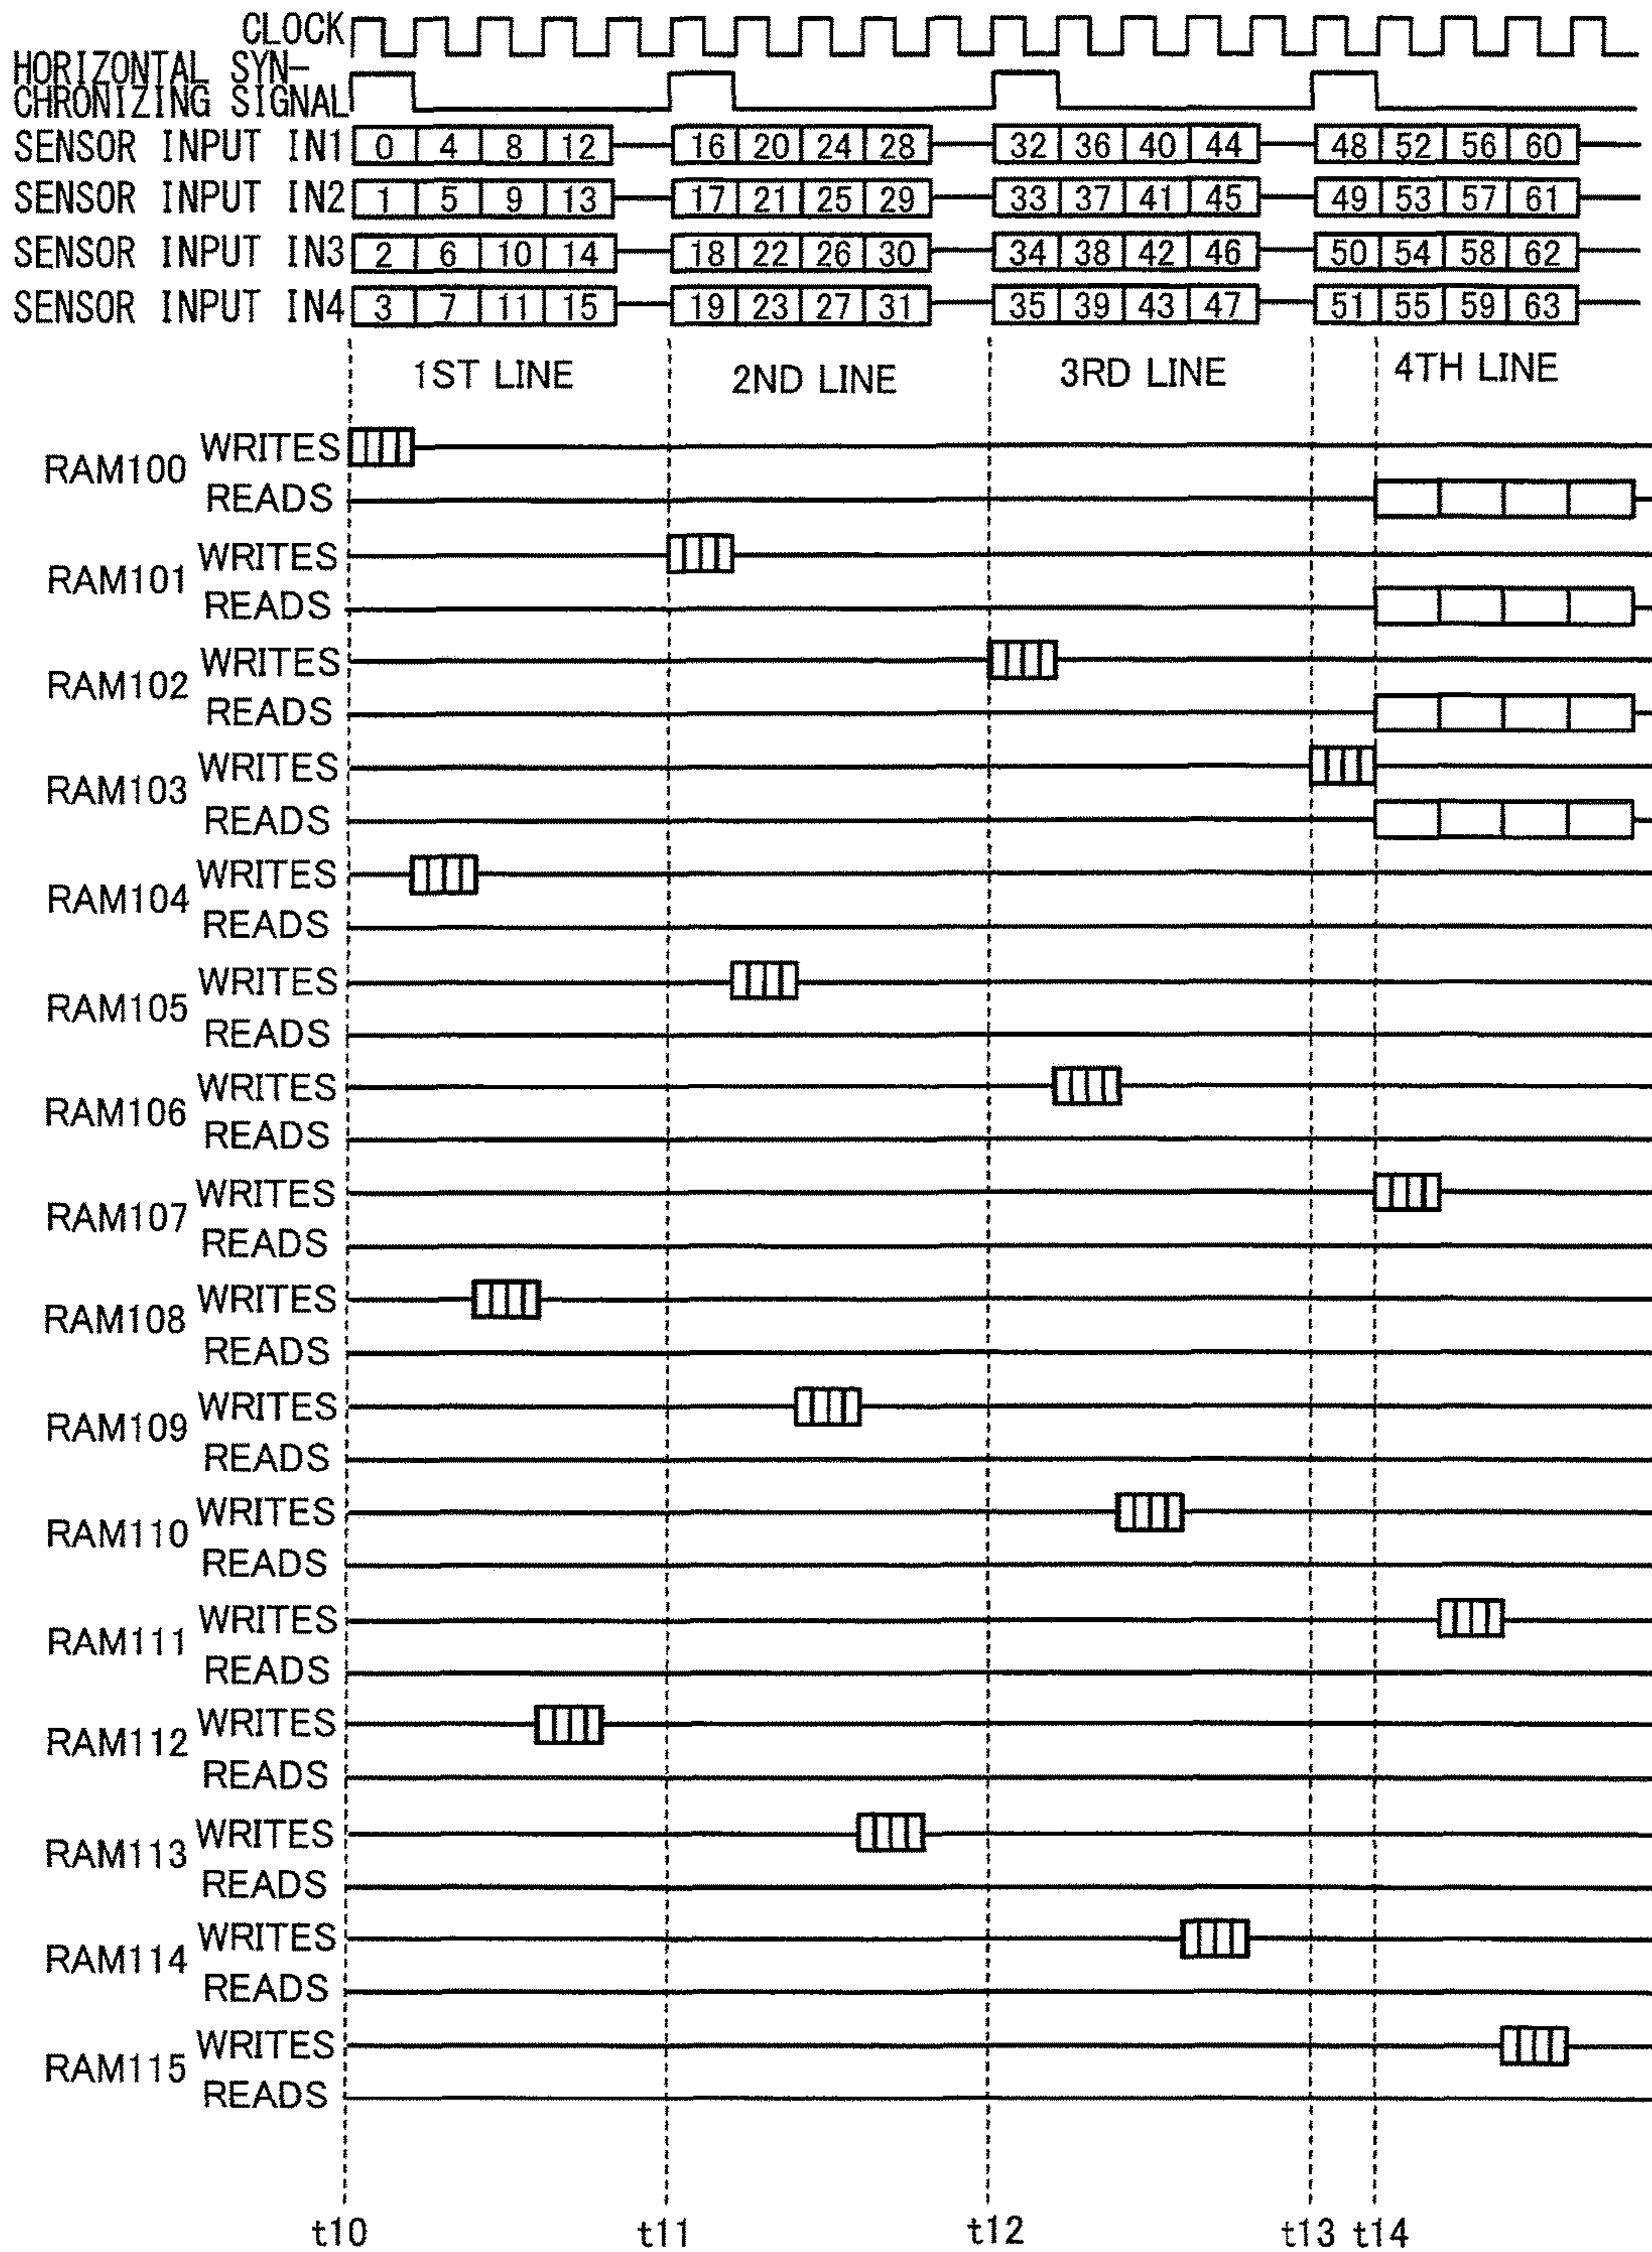 CLOCK
HORIZONTAL SYN-
CHRONIZING SIGNAL
SENSOR INPUT IN1 0 4 8 12 16 20 24 28 32 36 40 44 48 52 56 60
SENSOR INPUT IN2 1 5 9 13 17 21 25 29 33 37 41 45 49 53 57 61
SENSOR INPUT IN3 2 6 10 14 18 22 26 30 34 38 42 46 50 54 58 62
SENSOR INPUT IN4 3 7 11 15 19 23 27 31 35 39 43 47 51 55 59 63
1ST LINE 2ND LINE 3RD LINE 4TH LINE
RAM100 WRITES
READS
RAM101 WRITES
READS
RAM102 WRITES
READS
RAM103 WRITES
READS
RAM104 WRITES
READS
RAM105 WRITES
READS
RAM106 WRITES
READS
RAM107 WRITES
READS
RAM108 WRITES
READS
RAM109 WRITES
READS
RAM110 WRITES
READS
RAM111 WRITES
READS
RAM112 WRITES
READS
RAM113 WRITES
READS
RAM114 WRITES
READS
RAM115 WRITES
READS
t10 t11 t12 t13 t14